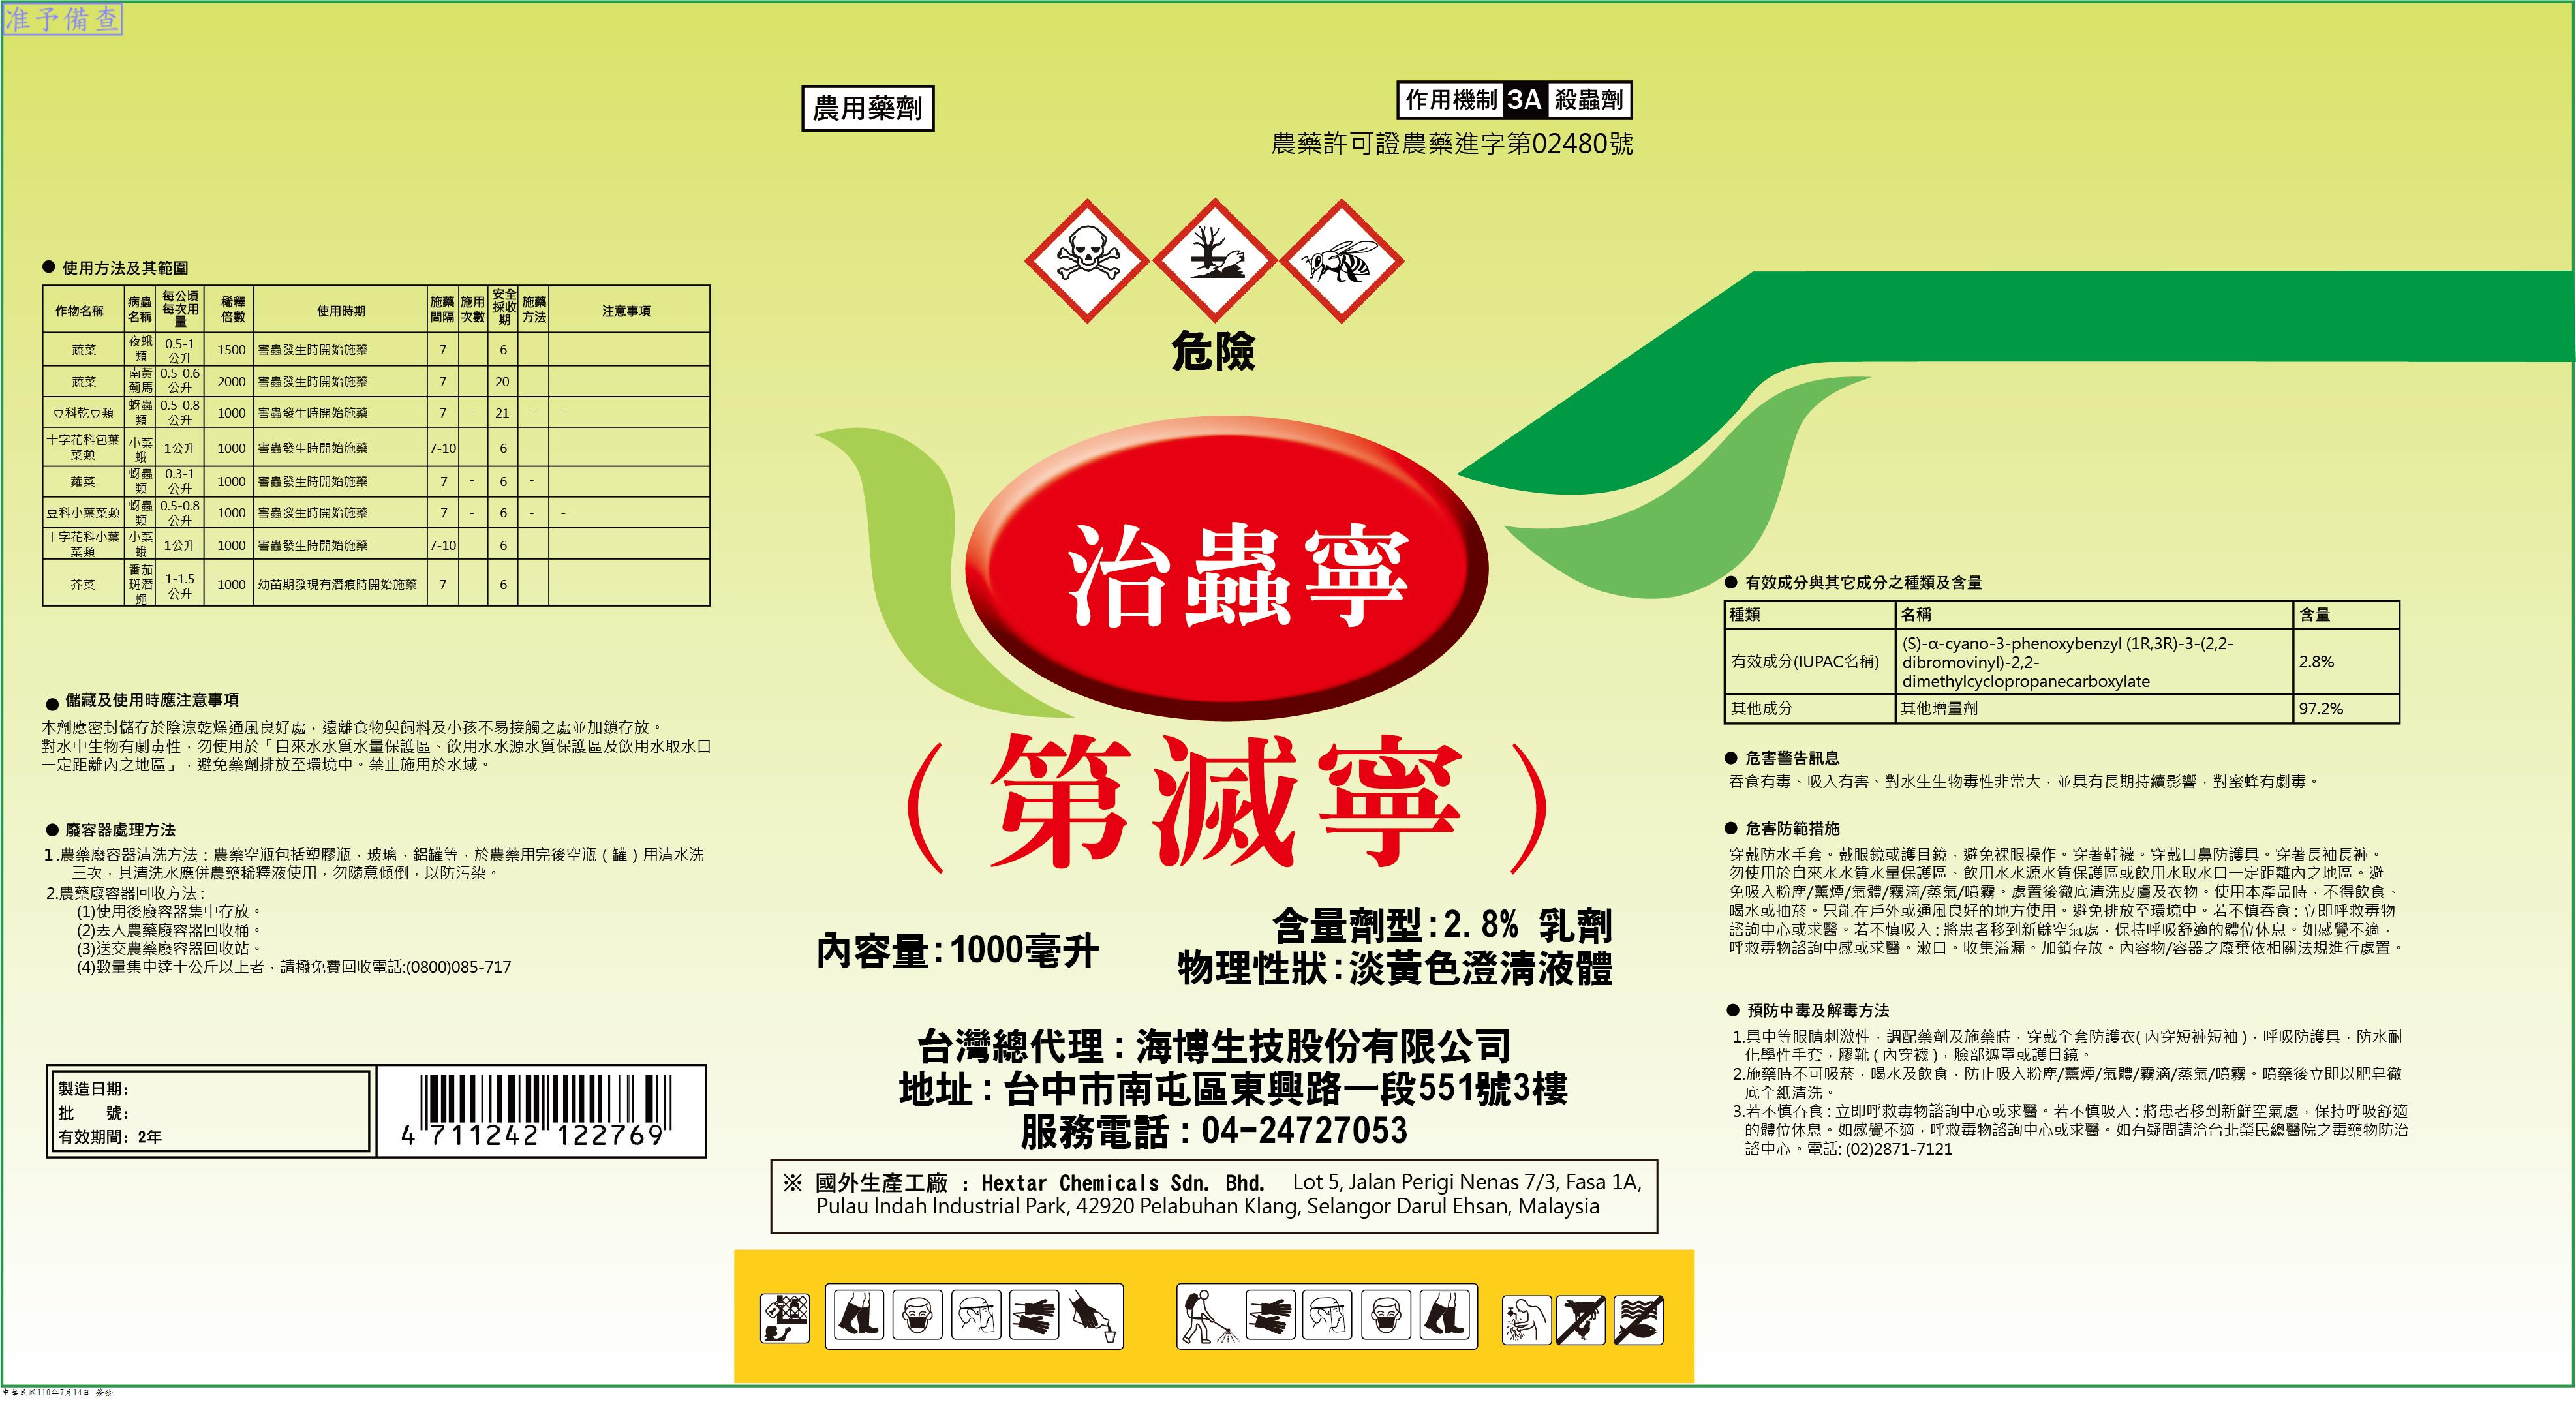 准予備查
農用藥劑
作用機制 3A 殺蟲劑
農藥許可證農藥進字第02480號
危險
治蟲寧
（第滅寧）
內容量:1000毫升
含量劑型:2.8% 乳劑
物理性狀:淡黃色澄清液體
台灣總代理：海博生技股份有限公司
地址：台中市南屯區東興路一段551號3樓
服務電話：04-24727053
※ 國外生產工廠 : Hextar Chemicals Sdn. Bhd. Lot 5, Jalan Perigi Nenas 7/3, Fasa 1A,
Pulau Indah Industrial Park, 42920 Pelabuhan Klang, Selangor Darul Ehsan, Malaysia
● 使用方法及其範圍
作物名稱 病蟲名稱 每公頃每次用量 稀釋倍數 使用時期 施藥間隔 施用次數 安全採收期 施藥方法 注意事項
蔬菜 夜蛾類 0.5-1公升 1500 害蟲發生時開始施藥 7 6
蔬菜 南黃薊馬 0.5-0.6公升 2000 害蟲發生時開始施藥 7 20
豆科乾豆類 蚜蟲類 0.5-0.8公升 1000 害蟲發生時開始施藥 7 - 21 - -
十字花科包葉菜類 小菜蛾 1公升 1000 害蟲發生時開始施藥 7-10 6
蕹菜 蚜蟲類 0.3-1公升 1000 害蟲發生時開始施藥 7 - 6 -
豆科小葉菜類 蚜蟲類 0.5-0.8公升 1000 害蟲發生時開始施藥 7 - 6 - -
十字花科小葉菜類 小菜蛾 1公升 1000 害蟲發生時開始施藥 7-10 6
芥菜 番茄斑潛蠅 1-1.5公升 1000 幼苗期發現有潛痕時開始施藥 7 6
● 儲藏及使用時應注意事項
本劑應密封儲存於陰涼乾燥通風良好處，遠離食物與飼料及小孩不易接觸之處並加鎖存放。
對水中生物有劇毒性，勿使用於「自來水水質水量保護區、飲用水水源水質保護區及飲用水取水口
一定距離內之地區」，避免藥劑排放至環境中。禁止施用於水域。
● 廢容器處理方法
1.農藥廢容器清洗方法：農藥空瓶包括塑膠瓶，玻璃，鋁罐等，於農藥用完後空瓶（罐）用清水洗
三次，其清洗水應併農藥稀釋液使用，勿隨意傾倒，以防污染。
2.農藥廢容器回收方法：
(1)使用後廢容器集中存放。
(2)丟入農藥廢容器回收桶。
(3)送交農藥廢容器回收站。
(4)數量集中達十公斤以上者，請撥免費回收電話:(0800)085-717
製造日期:
批　　號:
有效期間: 2年
4 711242 122769
● 有效成分與其它成分之種類及含量
種類 名稱 含量
有效成分(IUPAC名稱) (S)-α-cyano-3-phenoxybenzyl (1R,3R)-3-(2,2-
dibromovinyl)-2,2-
dimethylcyclopropanecarboxylate 2.8%
其他成分 其他增量劑 97.2%
● 危害警告訊息
吞食有毒、吸入有害、對水生生物毒性非常大，並具有長期持續影響，對蜜蜂有劇毒。
● 危害防範措施
穿戴防水手套。戴眼鏡或護目鏡，避免裸眼操作。穿著鞋襪。穿戴口鼻防護具。穿著長袖長褲。
勿使用於自來水水質水量保護區、飲用水水源水質保護區或飲用水取水口一定距離內之地區。避
免吸入粉塵/薰煙/氣體/霧滴/蒸氣/噴霧。處置後徹底清洗皮膚及衣物。使用本產品時，不得飲食、
喝水或抽菸。只能在戶外或通風良好的地方使用。避免排放至環境中。若不慎吞食：立即呼救毒物
諮詢中心或求醫。若不慎吸入：將患者移到新餘空氣處，保持呼吸舒適的體位休息。如感覺不適，
呼救毒物諮詢中感或求醫。漱口。收集溢漏。加鎖存放。內容物/容器之廢棄依相關法規進行處置。
● 預防中毒及解毒方法
1.具中等眼睛刺激性，調配藥劑及施藥時，穿戴全套防護衣(內穿短褲短袖)，呼吸防護具，防水耐
化學性手套，膠靴(內穿襪)，臉部遮罩或護目鏡。
2.施藥時不可吸菸，喝水及飲食，防止吸入粉塵/薰煙/氣體/霧滴/蒸氣/噴霧。噴藥後立即以肥皂徹
底全紙清洗。
3.若不慎吞食：立即呼救毒物諮詢中心或求醫。若不慎吸入：將患者移到新鮮空氣處，保持呼吸舒適
的體位休息。如感覺不適，呼救毒物諮詢中心或求醫。如有疑問請洽台北榮民總醫院之毒藥物防治
諮中心。電話: (02)2871-7121
中華民國110年7月14日 簽發